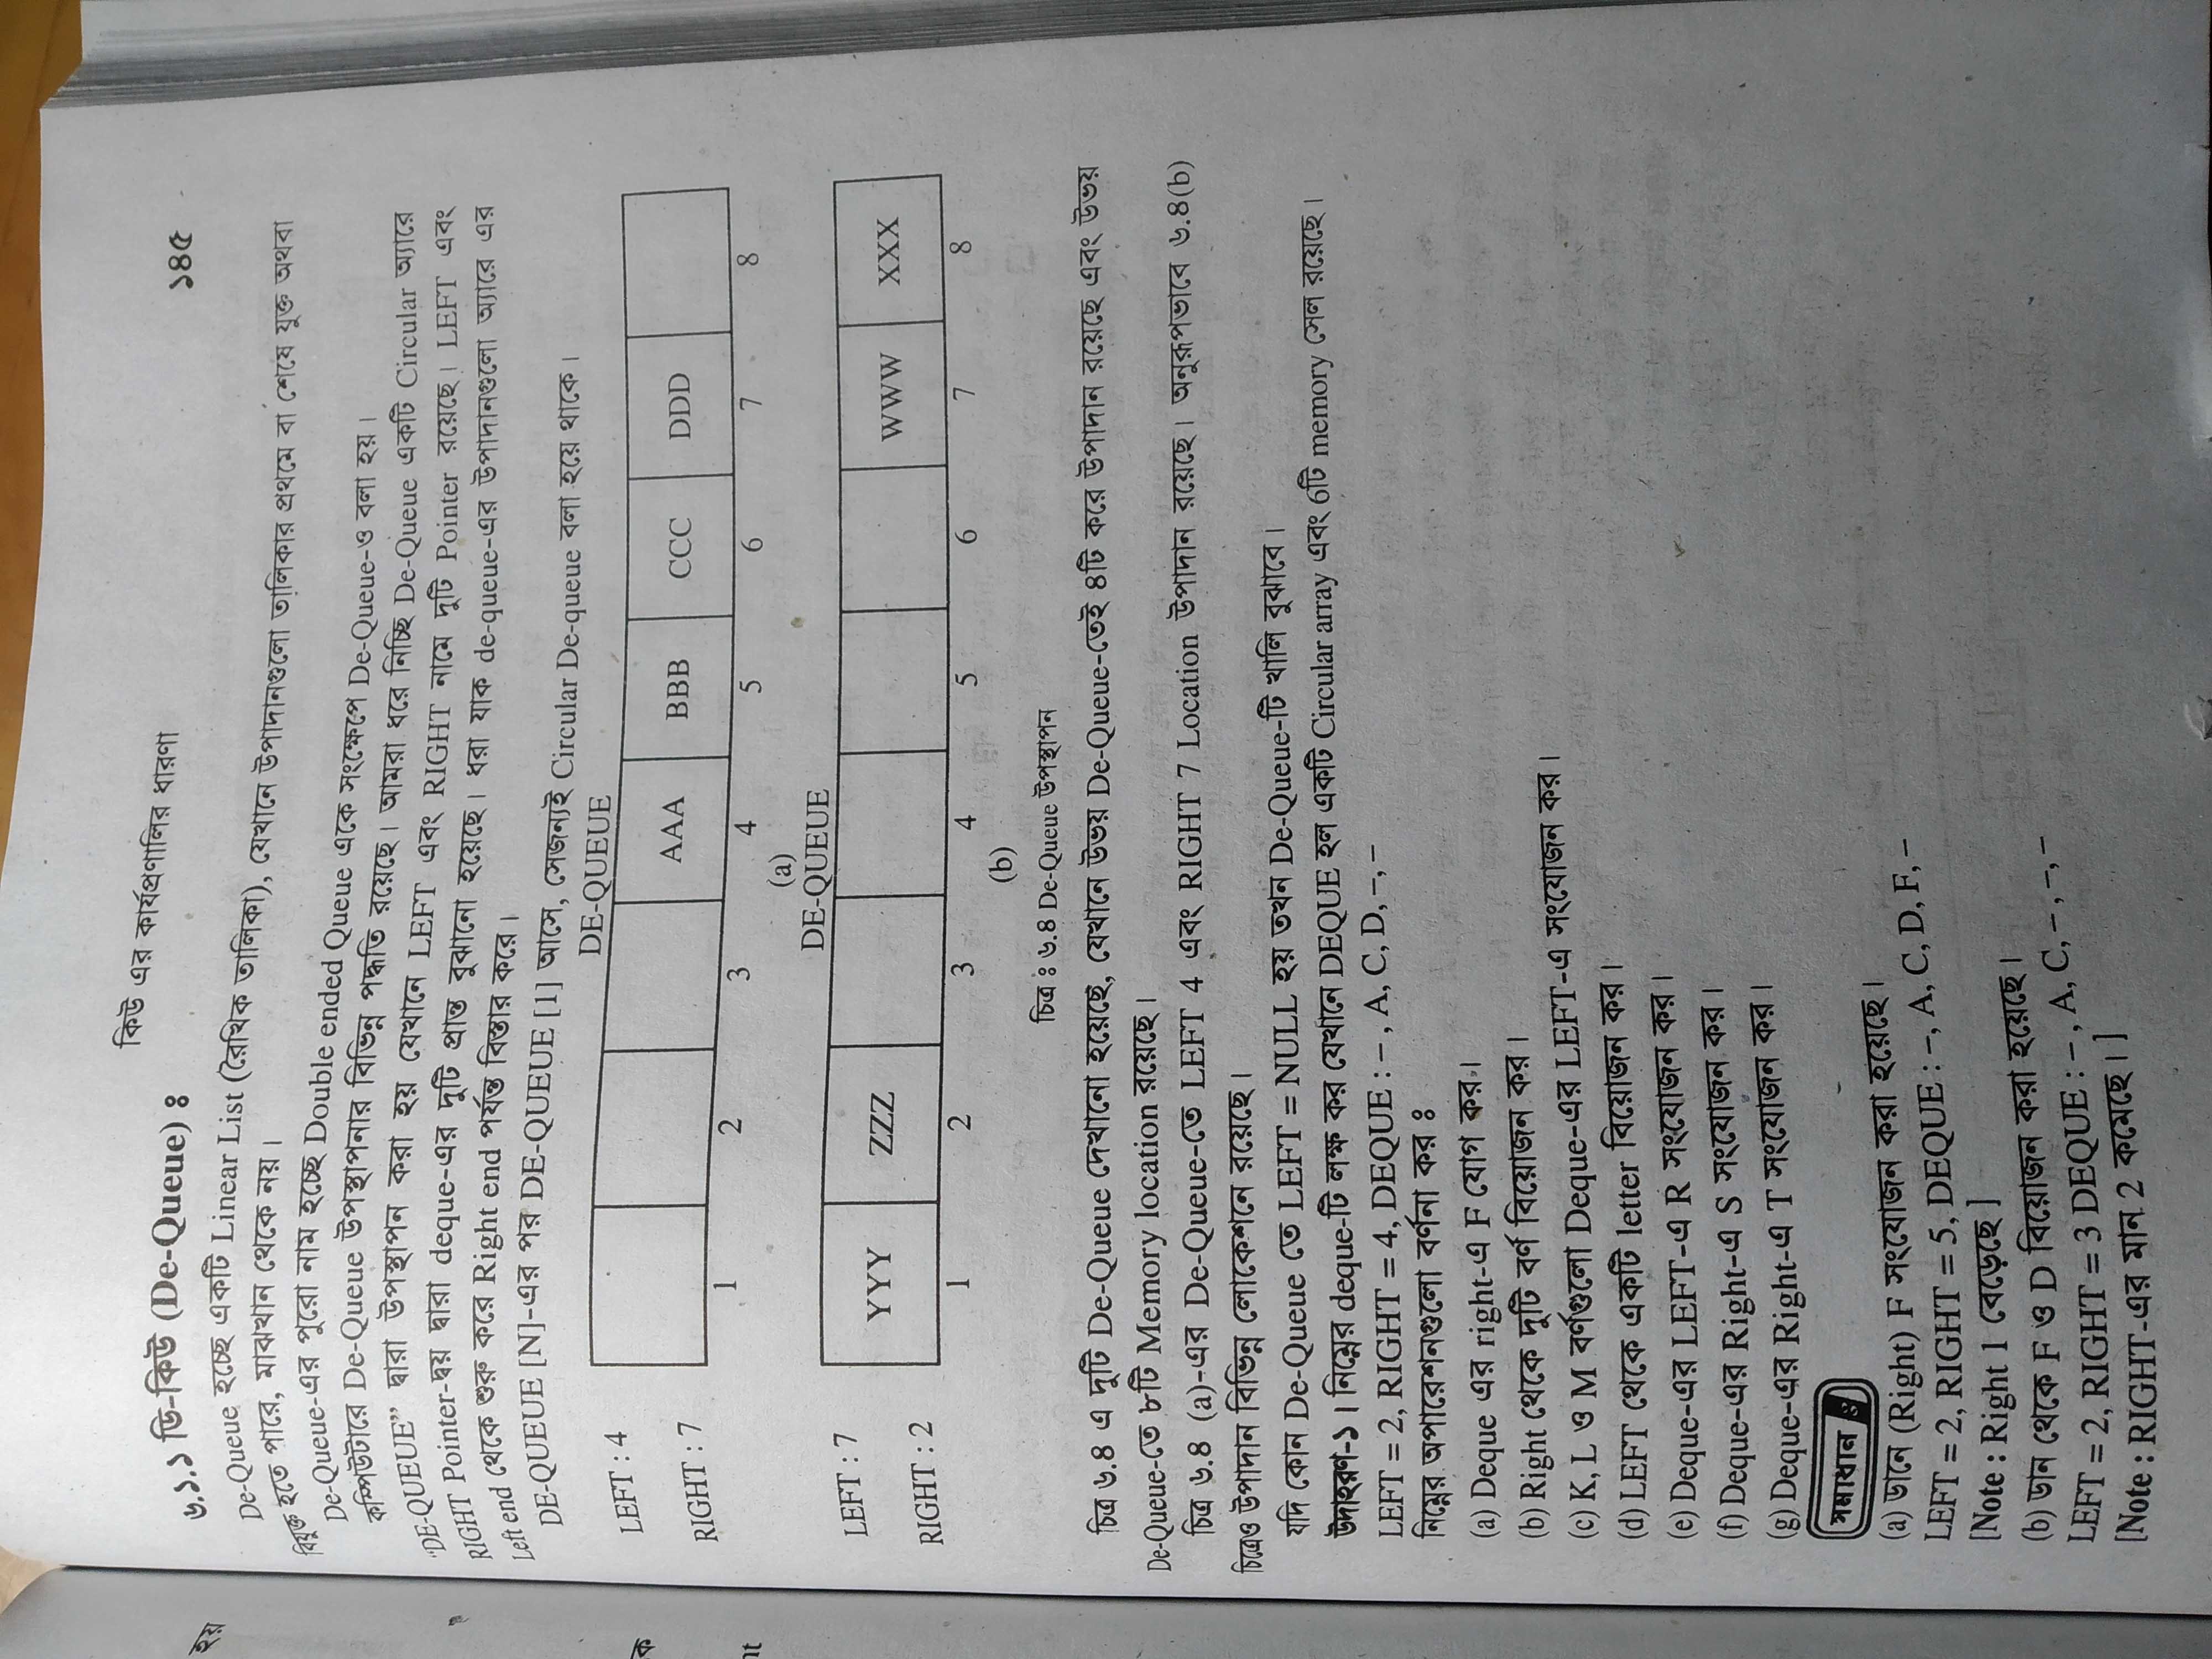 কিউ এর কার্যপ্রণালির ধারণা
১৪৫
৬.১.১ ডি-কিউ (De-Queue) ঃ
De-Queue হচ্ছে একটি Linear List (রৈখিক তালিকা), যেখানে উপাদানগুলো তালিকার প্রথমে বা শেষে যুক্ত অথবা
বিযুক্ত হতে পারে, মাঝখান থেকে নয়।
De-Queue-এর পুরো নাম হচ্ছে Double ended Queue একে সংক্ষেপে De-Queue-ও বলা হয়।
কম্পিউটারে De-Queue উপস্থাপনার বিভিন্ন পদ্ধতি রয়েছে। আমরা ধরে নিচ্ছি De-Queue একটি Circular অ্যারে
"DE-QUEUE" দ্বারা উপস্থাপন করা হয় যেখানে LEFT এবং RIGHT নামে দুটি Pointer রয়েছে। LEFT এবং
RIGHT Pointer-দ্বয় দ্বারা deque-এর দুটি প্রান্ত বুঝানো হয়েছে। ধরা যাক de-queue-এর উপাদানগুলো অ্যারে এর
Left end থেকে শুরু করে Right end পর্যন্ত বিস্তার করে।
DE-QUEUE [N]-এর পর DE-QUEUE [1] আসে, সেজন্যই Circular De-queue বলা হয়ে থাকে।
DE-QUEUE
LEFT : 4
AAA BBB CCC DDD
RIGHT : 7
1 2 3 4 5 6 7 8
(a)
DE-QUEUE
LEFT : 7
YYY ZZZ WWW XXX
RIGHT : 2
1 2 3 4 5 6 7 8
(b)
চিত্র ঃ ৬.৪ De-Queue উপস্থাপন
চিত্র ৬.৪ এ দুটি De-Queue দেখানো হয়েছে, যেখানে উভয় De-Queue-তেই ৪টি করে উপাদান রয়েছে এবং উভয়
De-Queue-তে ৮টি Memory location রয়েছে।
চিত্র ৬.৪ (a)-এর De-Queue-তে LEFT 4 এবং RIGHT 7 Location উপাদান রয়েছে। অনুরূপভাবে ৬.৪(b)
চিত্রেও উপাদান বিভিন্ন লোকেশনে রয়েছে।
যদি কোন De-Queue তে LEFT = NULL হয় তখন De-Queue-টি খালি বুঝাবে।
উদাহরণ-১। নিম্নের deque-টি লক্ষ কর যেখানে DEQUE হল একটি Circular array এবং 6টি memory সেল রয়েছে।
LEFT = 2, RIGHT = 4, DEQUE : –, A, C, D, –, –
নিম্নের অপারেশনগুলো বর্ণনা কর ঃ
(a) Deque এর right-এ F যোগ কর।
(b) Right থেকে দুটি বর্ণ বিয়োজন কর।
(c) K, L ও M বর্ণগুলো Deque-এর LEFT-এ সংযোজন কর।
(d) LEFT থেকে একটি letter বিয়োজন কর।
(e) Deque-এর LEFT-এ R সংযোজন কর।
(f) Deque-এর Right-এ S সংযোজন কর।
(g) Deque-এর Right-এ T সংযোজন কর।
সমাধান ঃ
(a) ডানে (Right) F সংযোজন করা হয়েছে।
LEFT = 2, RIGHT = 5, DEQUE : –, A, C, D, F, –
[Note : Right 1 বেড়েছে ]
(b) ডান থেকে F ও D বিয়োজন করা হয়েছে।
LEFT = 2, RIGHT = 3 DEQUE : –, A, C, –, –, –
[Note : RIGHT-এর মান 2 কমেছে।]
হয়
ক
nt